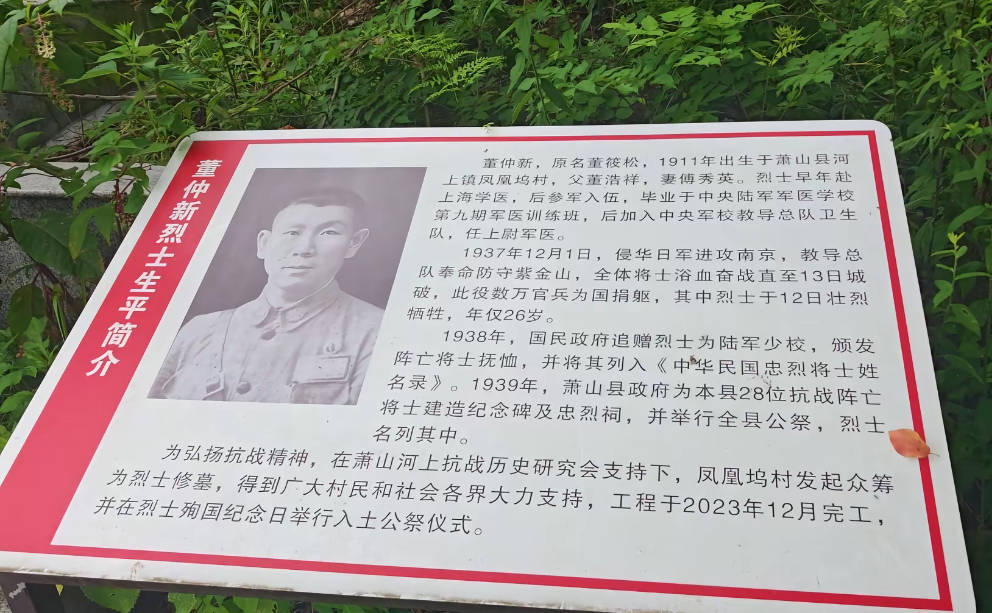 董仲新烈士生平简介
董仲新，原名董筱松，1911年出生于萧山县河
上镇凤凰坞村，父董浩祥，妻傅秀英。烈士早年赴
上海学医，后参军入伍，毕业于中央陆军军医学校
第九期军医训练班，后加入中央军校教导总队卫生
队，任上尉军医。
1937年12月1日，侵华日军进攻南京，教导总
队奉命防守紫金山，全体将士浴血奋战直至13日城
破，此役数万官兵为国捐躯，其中烈士于12日壮烈
牺牲，年仅26岁。
1938年，国民政府追赠烈士为陆军少校，颁发
阵亡将士抚恤，并将其列入《中华民国忠烈将士姓
名录》。1939年，萧山县政府为本县28位抗战阵亡
将士建造纪念碑及忠烈祠，并举行全县公祭，烈士
名列其中。
为弘扬抗战精神，在萧山河上抗战历史研究会支持下，凤凰坞村发起众筹
为烈士修墓，得到广大村民和社会各界大力支持，工程于2023年12月完工，
并在烈士殉国纪念日举行入土公祭仪式。